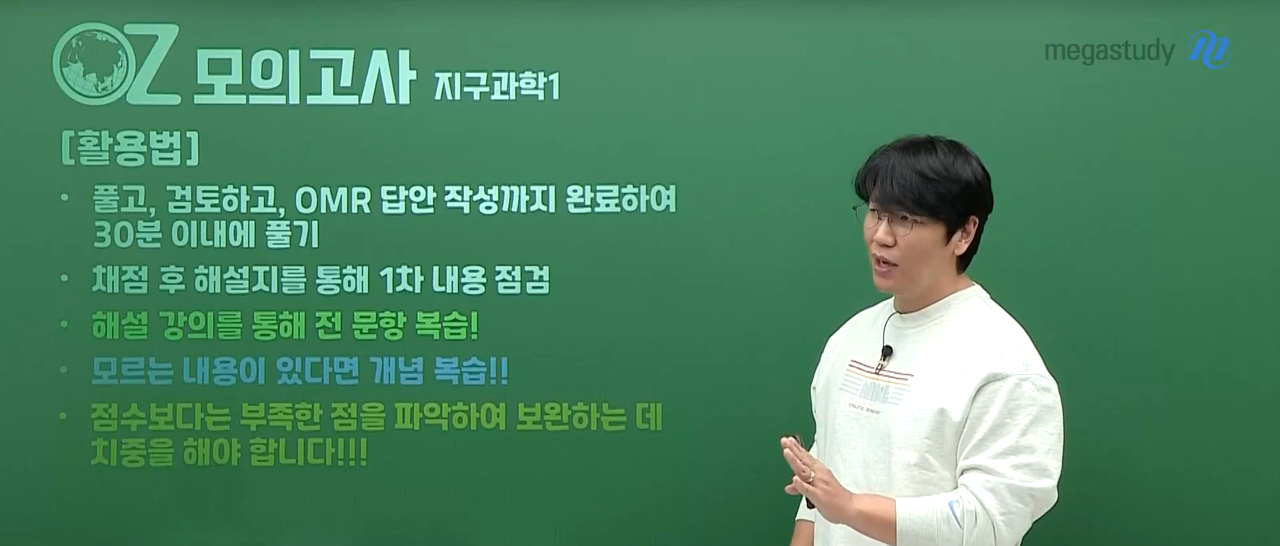 OZ 모의고사 지구과학1
megastudy
[활용법]
• 풀고, 검토하고, OMR 답안 작성까지 완료하여
30분 이내에 풀기
• 채점 후 해설지를 통해 1차 내용 점검
• 해설 강의를 통해 전 문항 복습!
• 모르는 내용이 있다면 개념 복습!!
• 점수보다는 부족한 점을 파악하여 보완하는 데
치중을 해야 합니다!!!